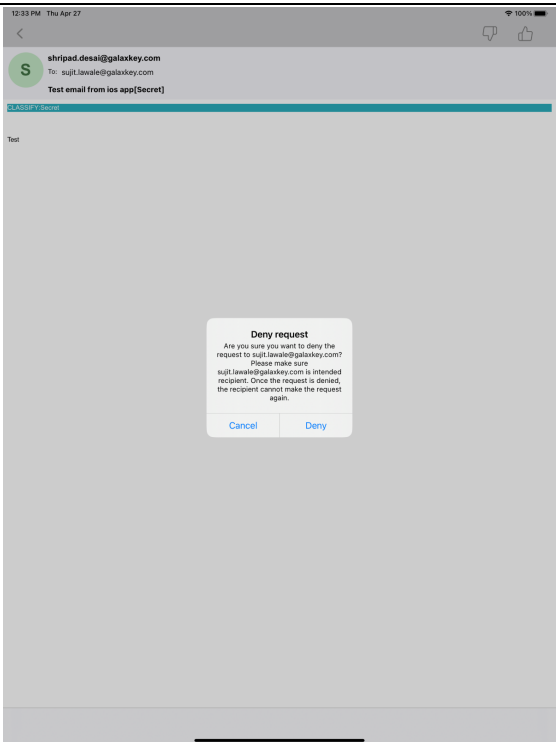 12:33 PM Thu Apr 27 100%
S
shripad.desai@galaxkey.com
To: sujit.lawale@galaxkey.com
Test email from ios app[Secret]
CLASSIFY:Secret
Test
Deny request
Are you sure you want to deny the
request to sujit.lawale@galaxkey.com?
Please make sure
sujit.lawale@galaxkey.com is intended
recipient. Once the request is denied,
the recipient cannot make the request
again.
Cancel Deny